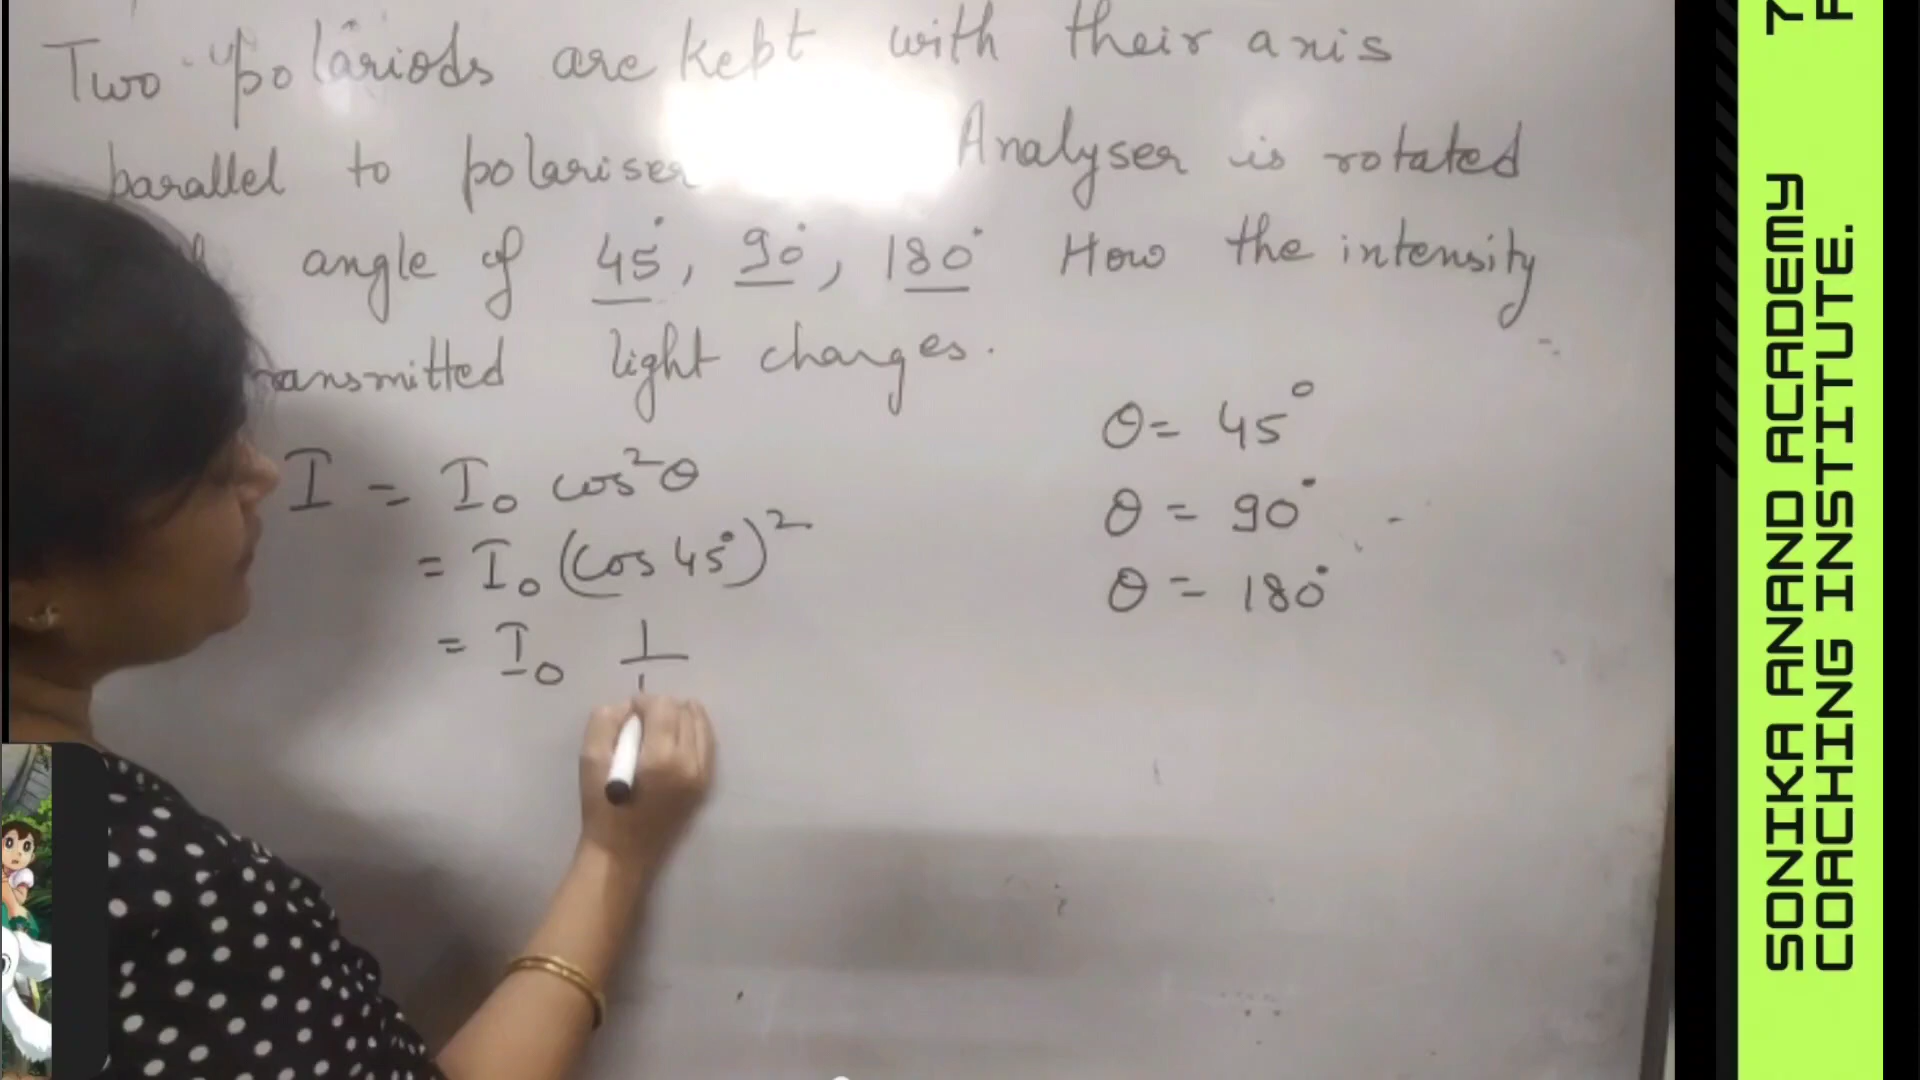 Two polariods are kept with their axis
parallel to polariser Analyser is rotated
angle of 45°, 90°, 180° How the intensity
transmitted light changes.
I = I₀ cos²θ
= I₀ (cos 45°)²
= I₀ 1
θ = 45°
θ = 90°
θ = 180°
SONIKA ANAND ACADEMY 7
COACHING INSTITUTE.